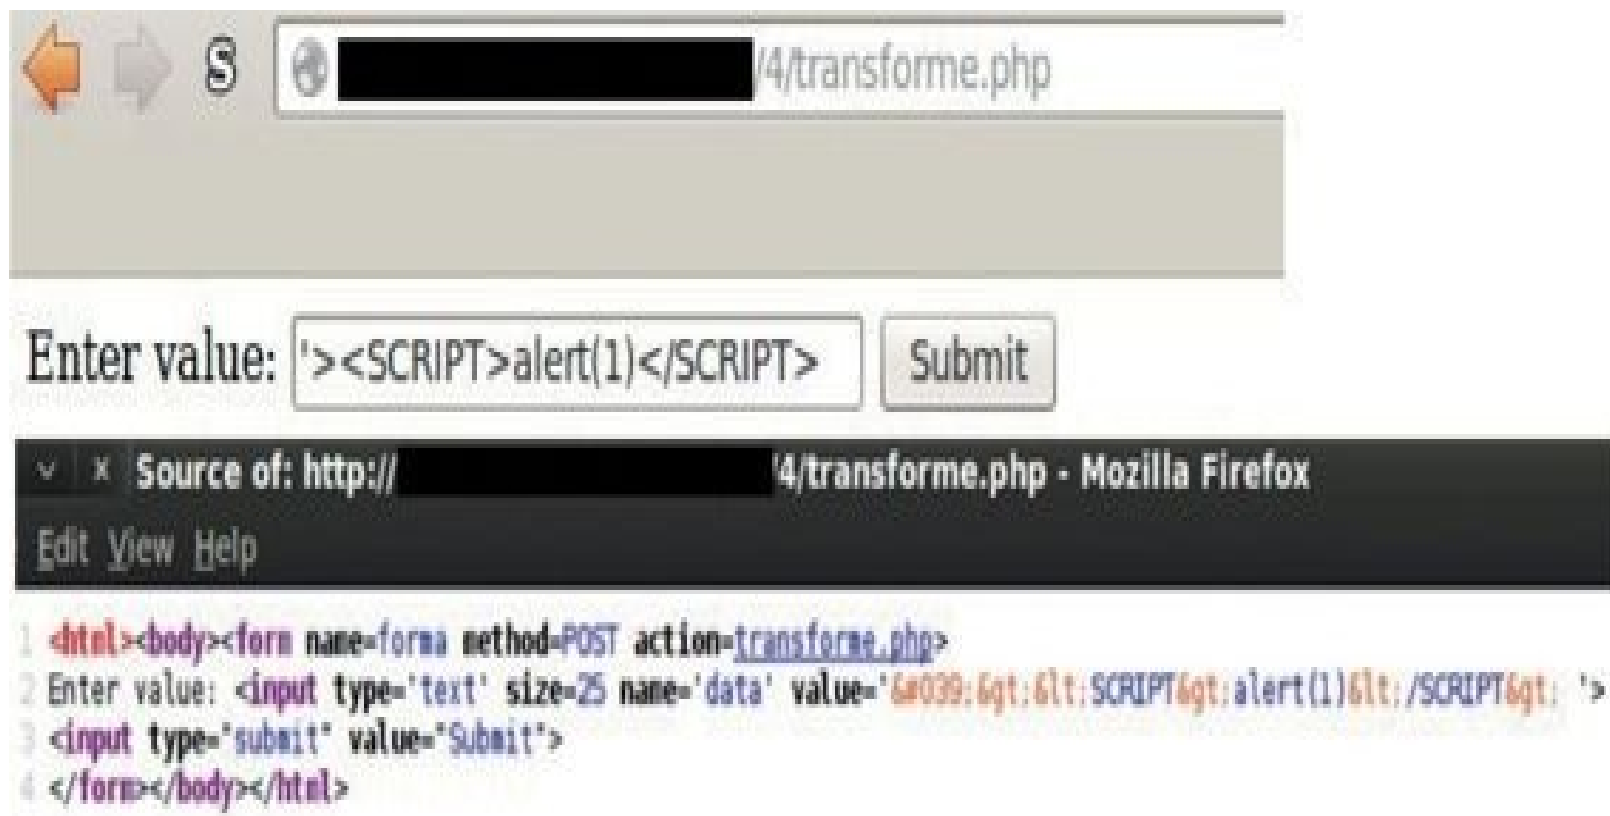 /4/transforme.php
Enter value: '><SCRIPT>alert(1)</SCRIPT> Submit
v x Source of: http:// 4/transforme.php - Mozilla Firefox
Edit View Help
1 <html><body><form name=forma method=POST action=transforme.php>
2 Enter value: <input type='text' size=25 name='data' value='&#039;&gt;&lt;SCRIPT&gt;alert(1)&lt;/SCRIPT&gt; '>
3 <input type="submit" value="Submit">
4 </form></body></html>